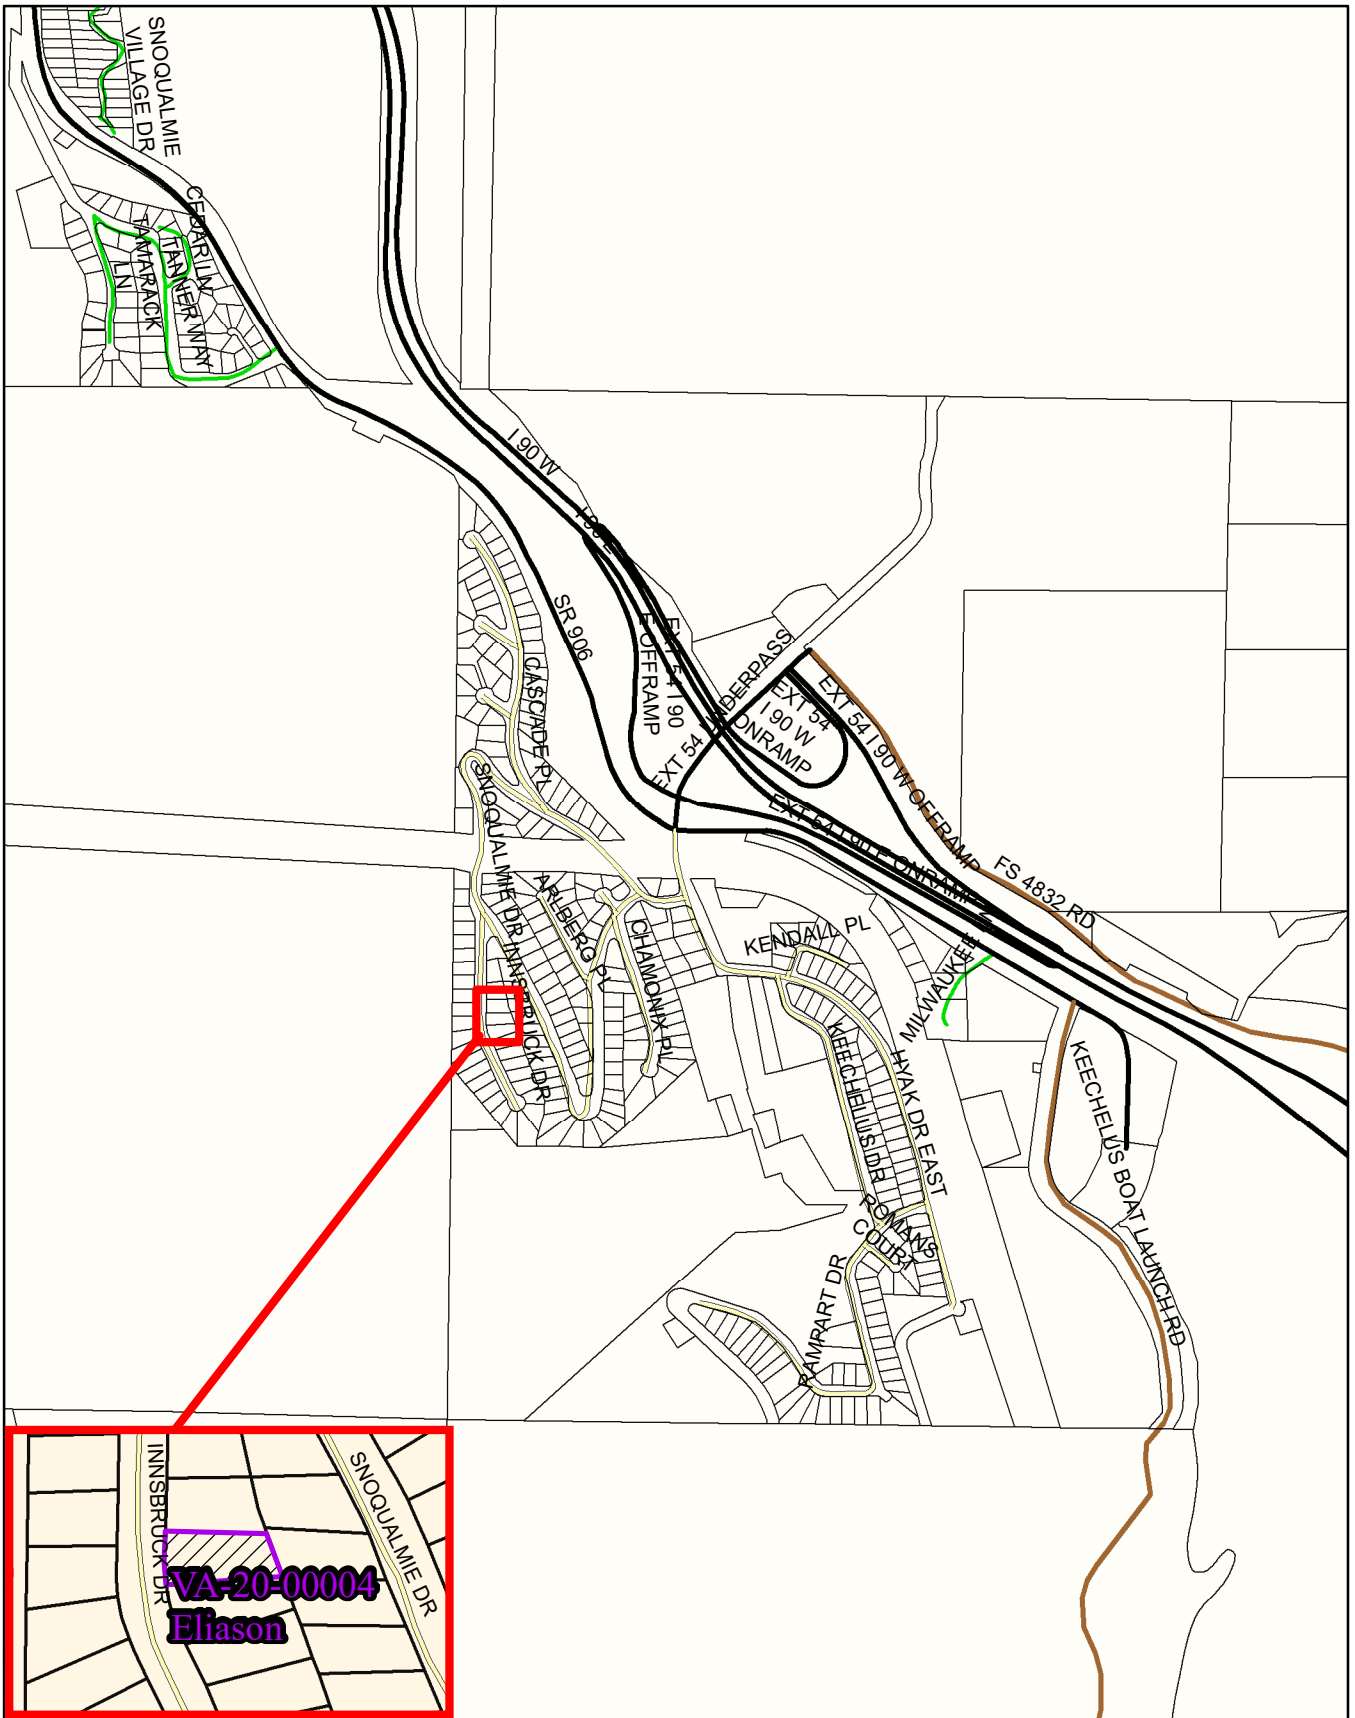 SNOQUALMIE
VILLAGE DR
CEDAR LN
TANNER WAY
TAMARACK
LN
I 90 W
I 90 E
SR 906
EXT 54 I 90
E OFFRAMP
EXT 54 UNDERPASS
EXT 54
I 90 W
ONRAMP
EXT 54 I 90 W OFFRAMP
EXT 54 I 90 E ONRAMP
FS 4832 RD
CASCADE PL
SNOQUALMIE DR
INNSBRUCK DR
ARLBERG PL
CHAMONIX PL
KENDALL PL
MILWAUKEE
KEECHELUS DR
HYAK DR EAST
KEECHELUS BOAT LAUNCH RD
ROMANS
COURT
RAMPART DR
INNSBRUCK DR
SNOQUALMIE DR
VA-20-00004
Eliason